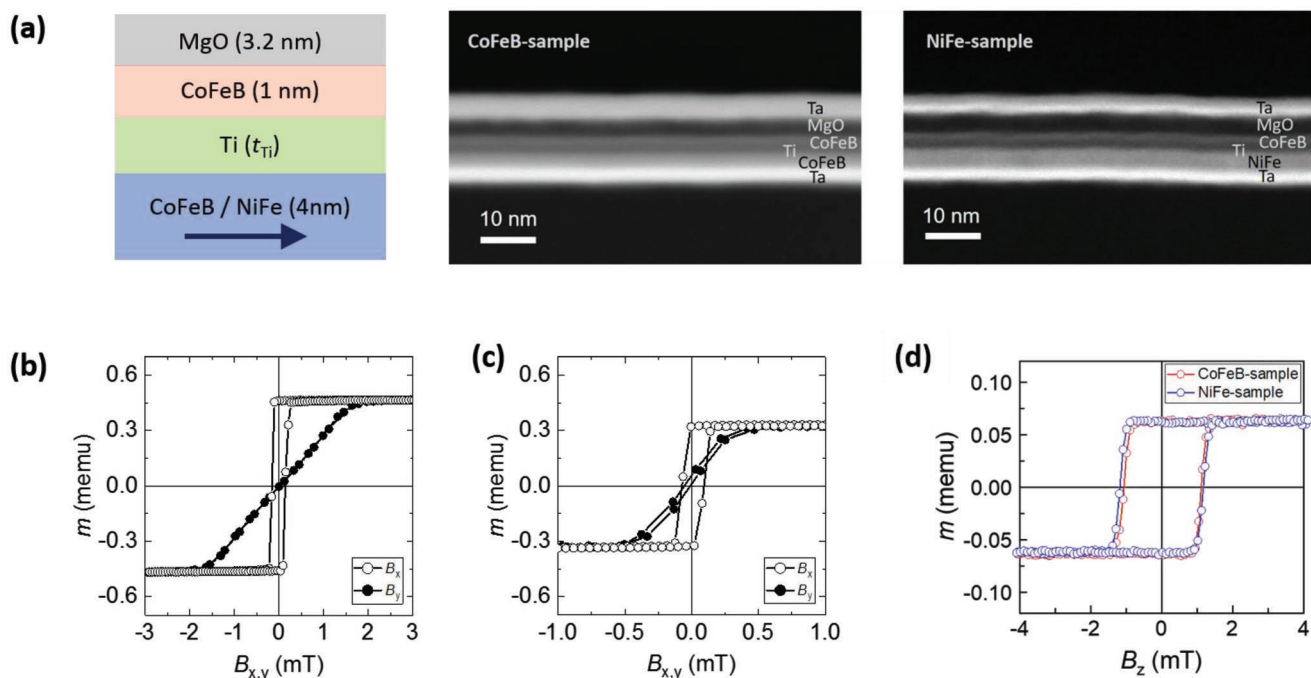 (a)
MgO (3.2 nm)
CoFeB (1 nm)
Ti (tTi)
CoFeB / NiFe (4nm)
CoFeB-sample
Ta
MgO
CoFeB
Ti
CoFeB
Ta
10 nm
NiFe-sample
Ta
MgO
CoFeB
Ti
NiFe
Ta
10 nm
(b)
m (memu)
0.6
0.3
0.0
-0.3
-0.6
-3 -2 -1 0 1 2 3
Bx,y (mT)
Bx
By
(c)
m (memu)
0.6
0.3
0.0
-0.3
-0.6
-1.0 -0.5 0.0 0.5 1.0
Bx,y (mT)
Bx
By
(d)
m (memu)
0.10
0.05
0.00
-0.05
-0.10
-4 -2 0 2 4
Bz (mT)
CoFeB-sample
NiFe-sample